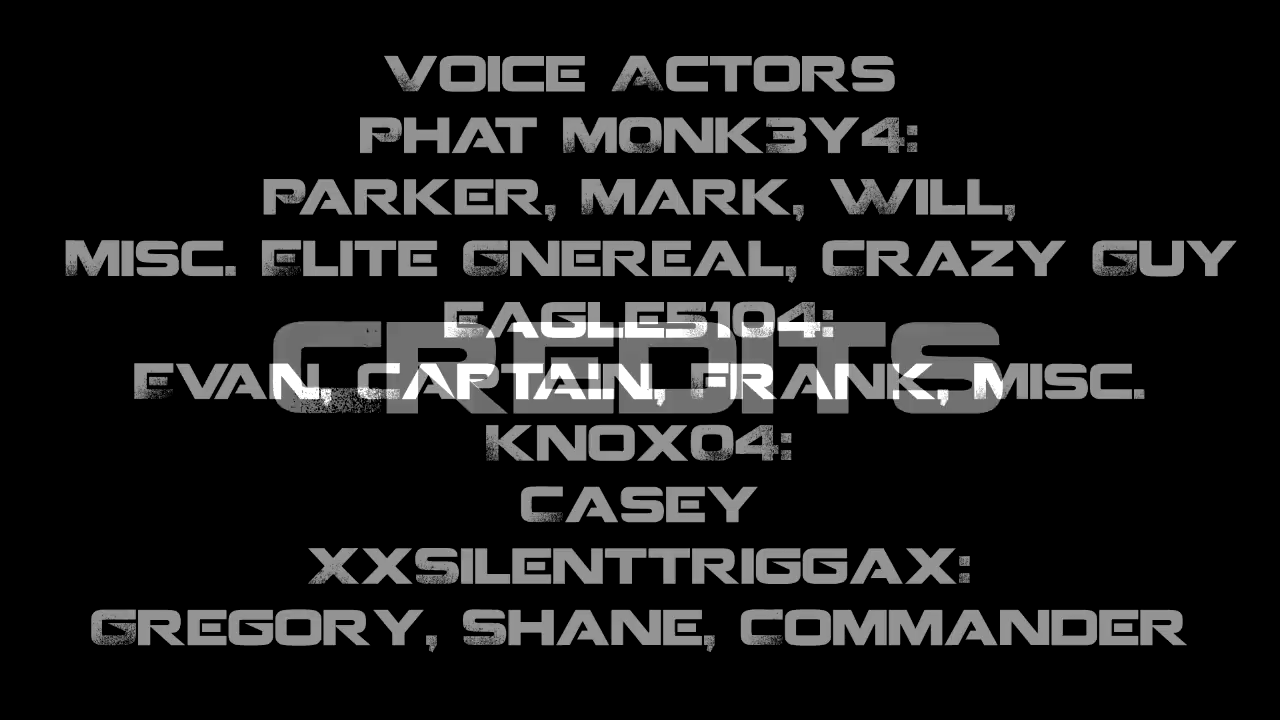 VOICE ACTORS
PHAT MONK3Y4:
PARKER, MARK, WILL,
MISC. ELITE GNEREAL, CRAZY GUY
EAGLE5104:
CREDITS
EVAN, CAPTAIN, FRANK, MISC.
KNOX04:
CASEY
XXSILENTTRIGGAX:
GREGORY, SHANE, COMMANDER